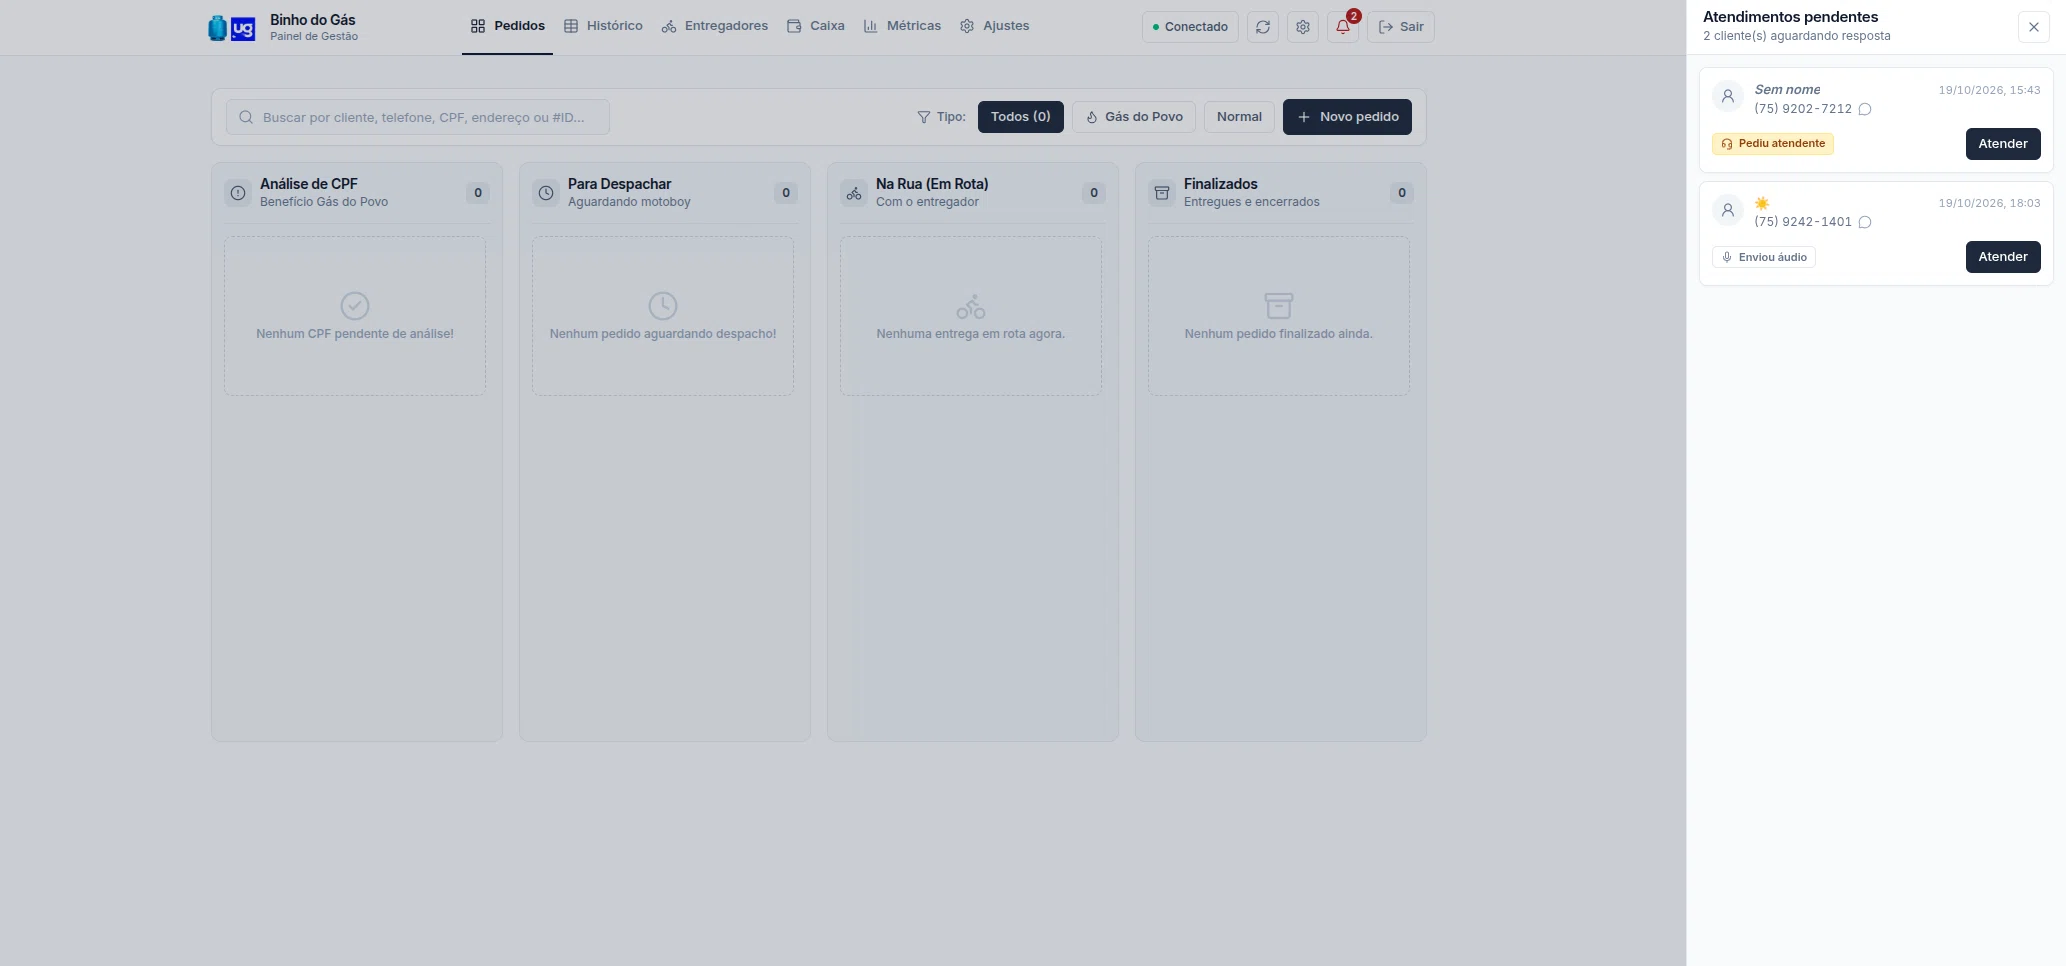 Binho do Gás
Painel de Gestão
ug
Pedidos
Histórico
Entregadores
Caixa
Métricas
Ajustes
Conectado
2
Sair
Buscar por cliente, telefone, CPF, endereço ou #ID...
Tipo:
Todos (0)
Gás do Povo
Normal
Novo pedido
Análise de CPF
Benefício Gás do Povo
0
Nenhum CPF pendente de análise!
Para Despachar
Aguardando motoboy
0
Nenhum pedido aguardando despacho!
Na Rua (Em Rota)
Com o entregador
0
Nenhuma entrega em rota agora.
Finalizados
Entregues e encerrados
0
Nenhum pedido finalizado ainda.
Atendimentos pendentes
2 cliente(s) aguardando resposta
Sem nome
19/10/2026, 15:43
(75) 9202-7212
Pediu atendente
Atender
☀️
19/10/2026, 18:03
(75) 9242-1401
Enviou áudio
Atender